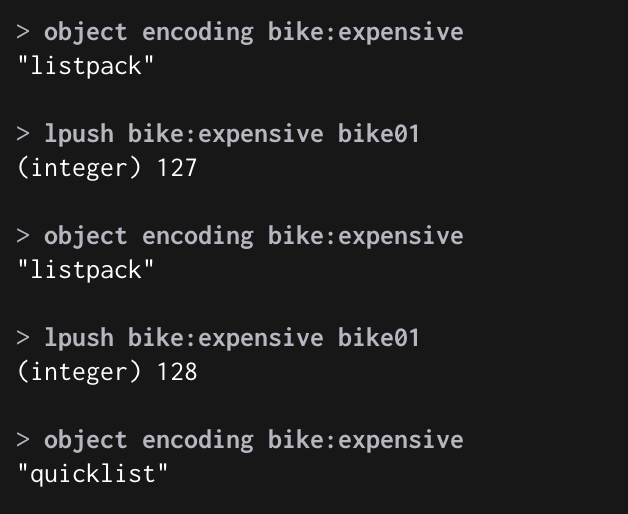 > object encoding bike:expensive
"listpack"
> lpush bike:expensive bike01
(integer) 127
> object encoding bike:expensive
"listpack"
> lpush bike:expensive bike01
(integer) 128
> object encoding bike:expensive
"quicklist"